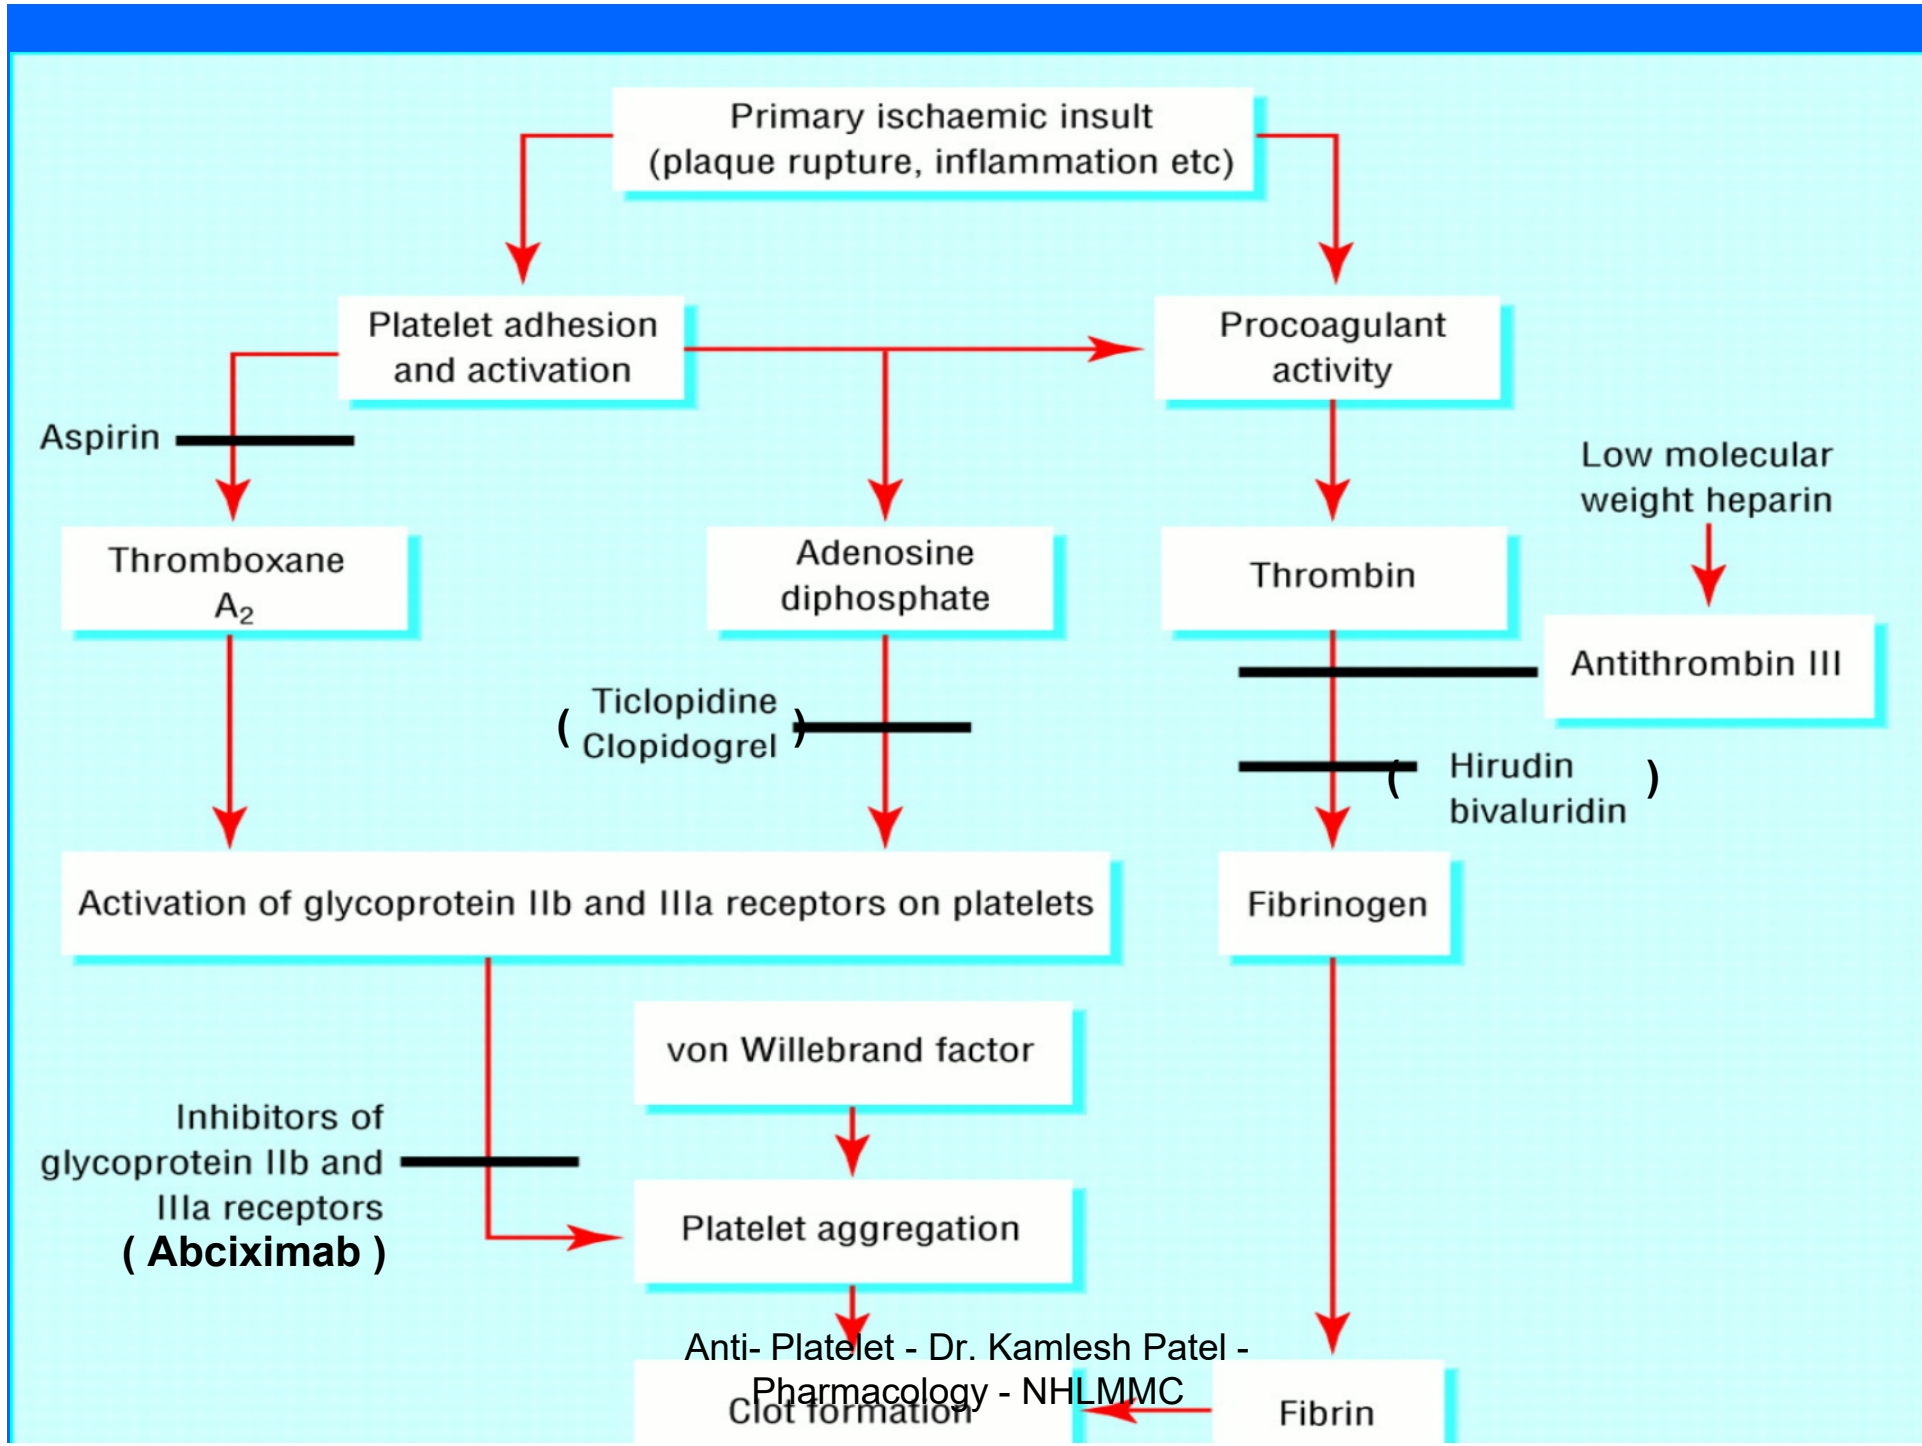 Primary ischaemic insult
(plaque rupture, inflammation etc)
Platelet adhesion
and activation
Procoagulant
activity
Aspirin
Low molecular
weight heparin
Thromboxane
A₂
Adenosine
diphosphate
Thrombin
Antithrombin III
( Ticlopidine
Clopidogrel )
( Hirudin )
bivaluridin
Activation of glycoprotein IIb and IIIa receptors on platelets
Fibrinogen
von Willebrand factor
Inhibitors of
glycoprotein IIb and
IIIa receptors
( Abciximab )
Platelet aggregation
Anti- Platelet - Dr. Kamlesh Patel -
Pharmacology - NHLMMC
Clot formation
Fibrin